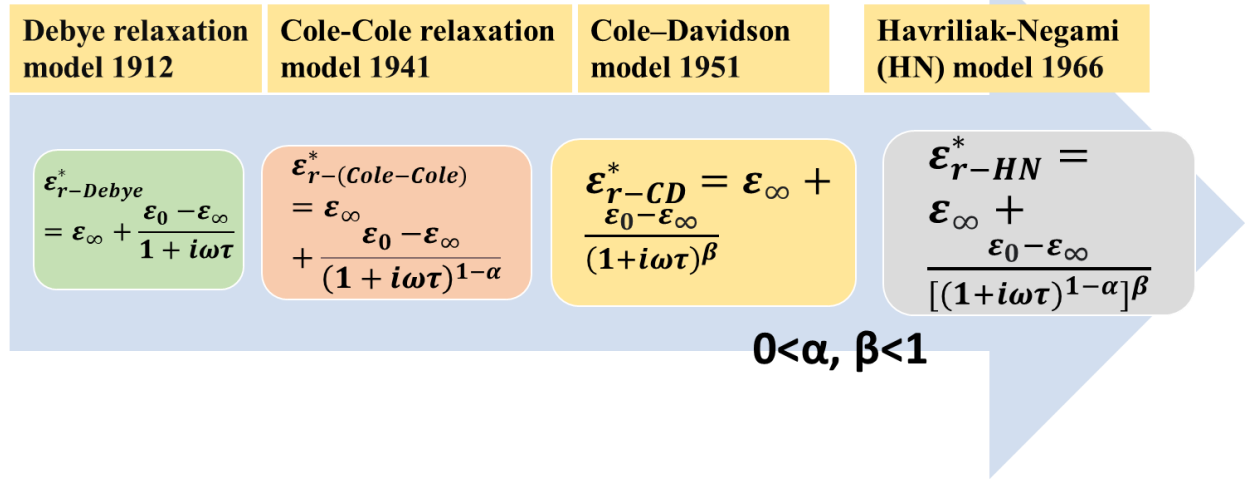 Debye relaxation
model 1912
Cole-Cole relaxation
model 1941
Cole–Davidson
model 1951
Havriliak-Negami
(HN) model 1966
ε*r−Debye
= ε∞ + (ε0 −ε∞)/(1 + iωτ)
ε*r−(Cole−Cole)
= ε∞
+ (ε0 −ε∞)/((1 + iωτ)^(1−α))
ε*r−CD = ε∞ +
(ε0−ε∞)/((1+iωτ)^β)
ε*r−HN =
ε∞ +
(ε0−ε∞)/([(1+iωτ)^(1−α)]^β)
0<α, β<1